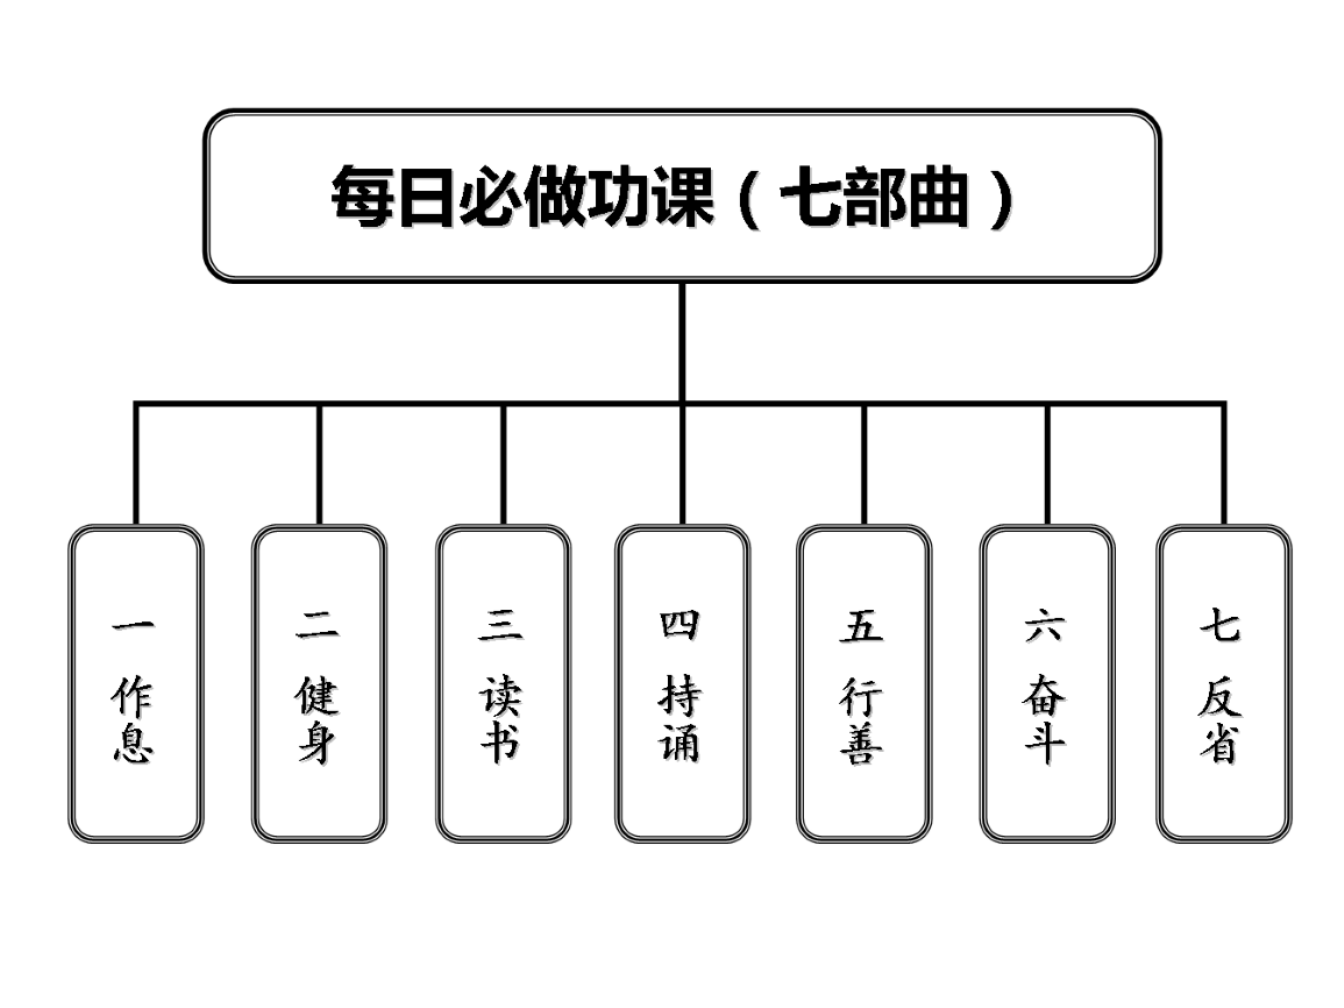 每日必做功课（七部曲）
一 作息
二 健身
三 读书
四 持诵
五 行善
六 奋斗
七 反省